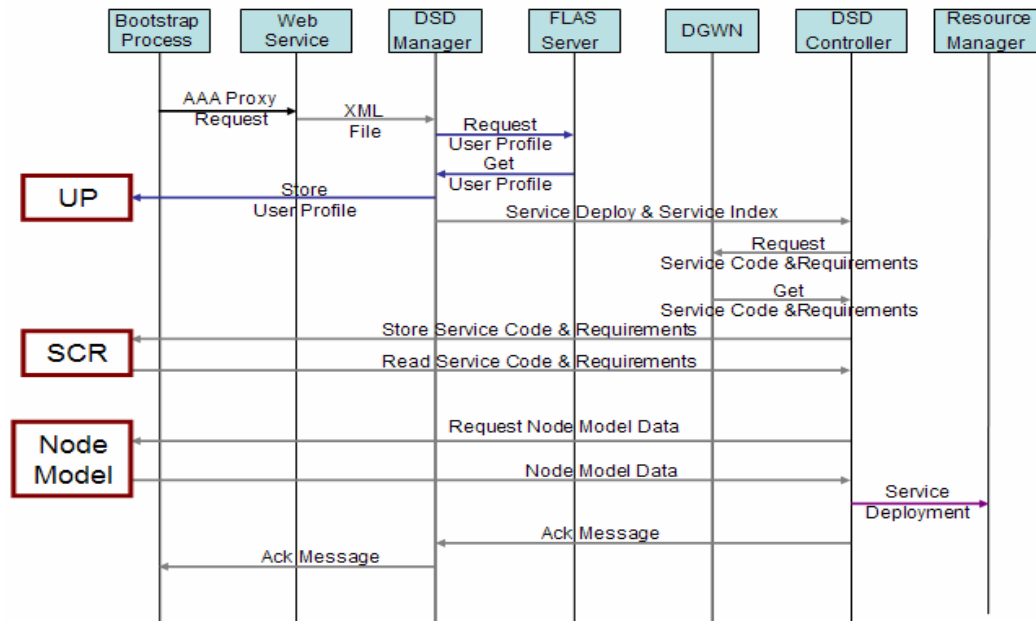 Bootstrap
Process
Web
Service
DSD
Manager
FLAS
Server
DGWN
DSD
Controller
Resource
Manager
AAA Proxy
Request
XML
File
Request
User Profile
Get
User Profile
UP
Store
User Profile
Service Deploy & Service Index
Request
Service Code &Requirements
Get
Service Code &Requirements
Store Service Code & Requirements
SCR
Read Service Code & Requirements
Request Node Model Data
Node
Model
Node Model Data
Service
Deployment
Ack Message
Ack Message